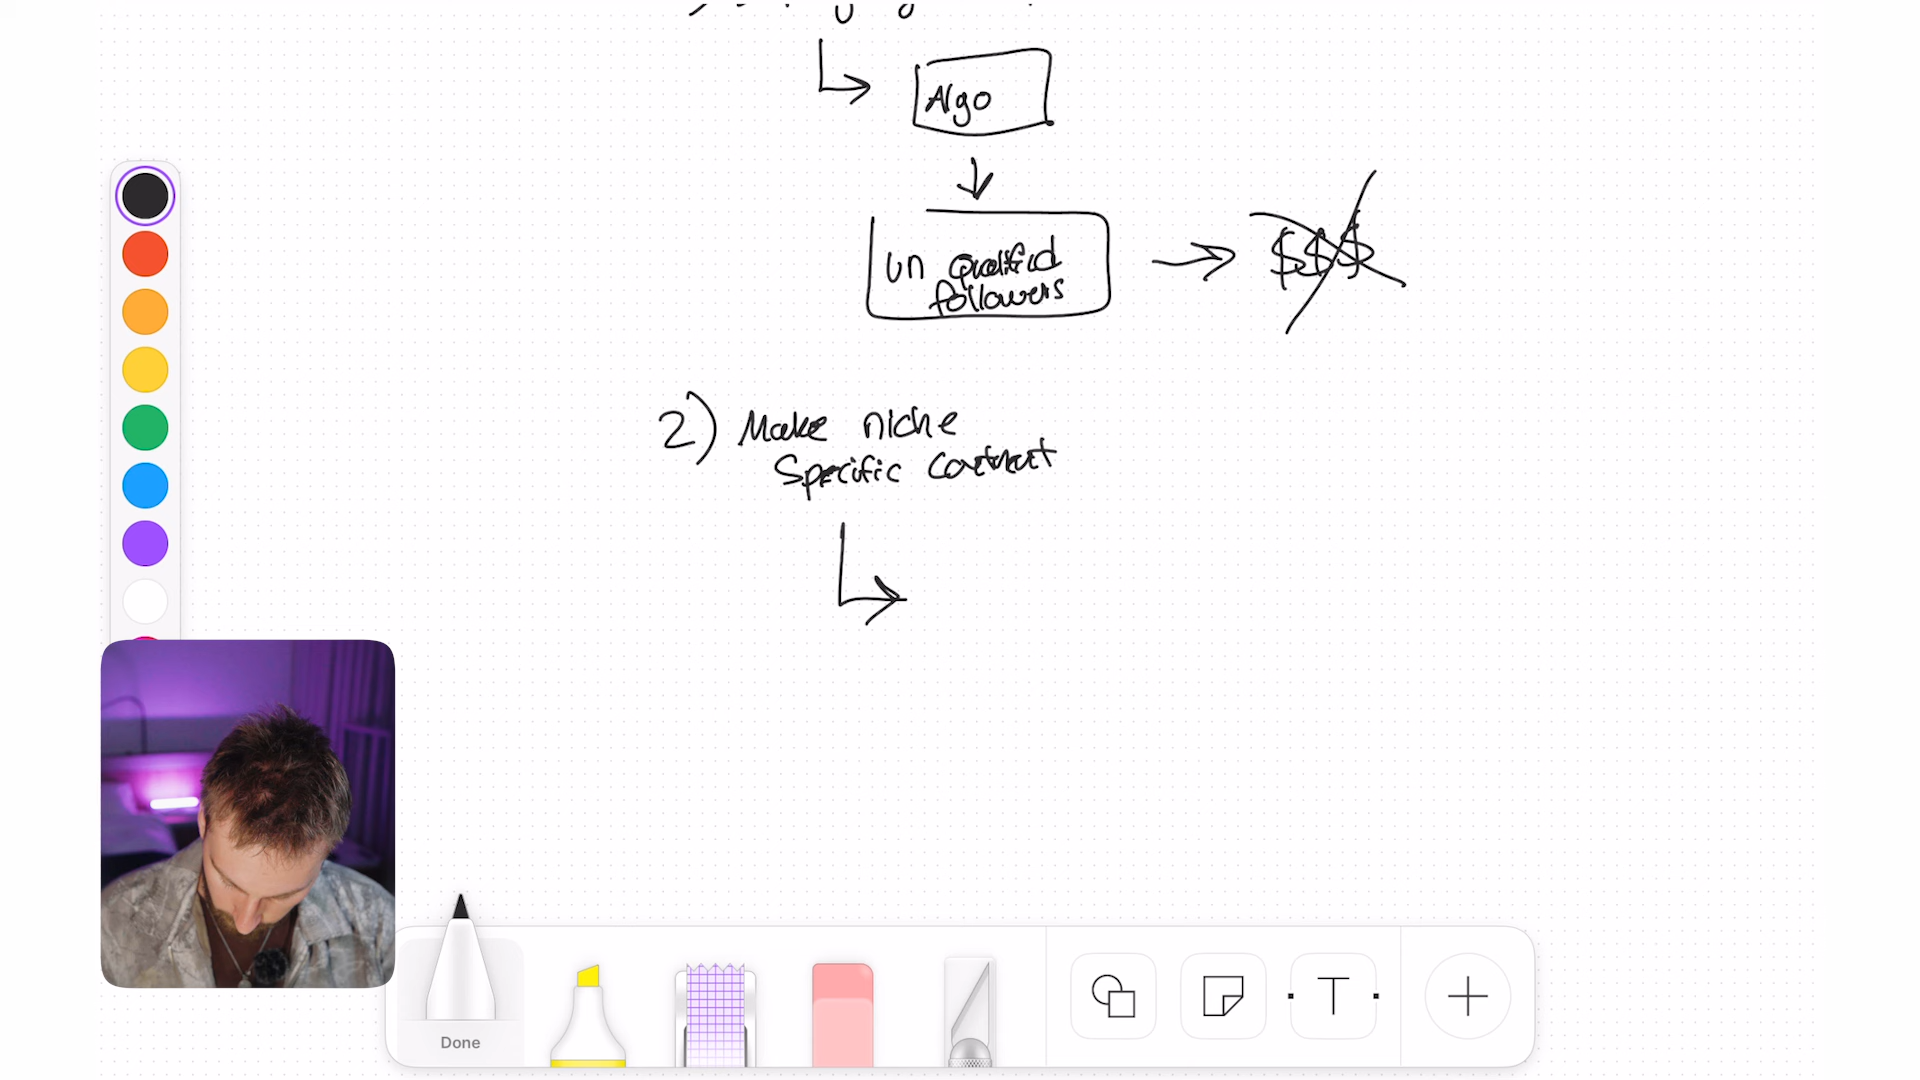 Algo
un qualified
followers
$$$
2) Make niche
Specific content
Done
T